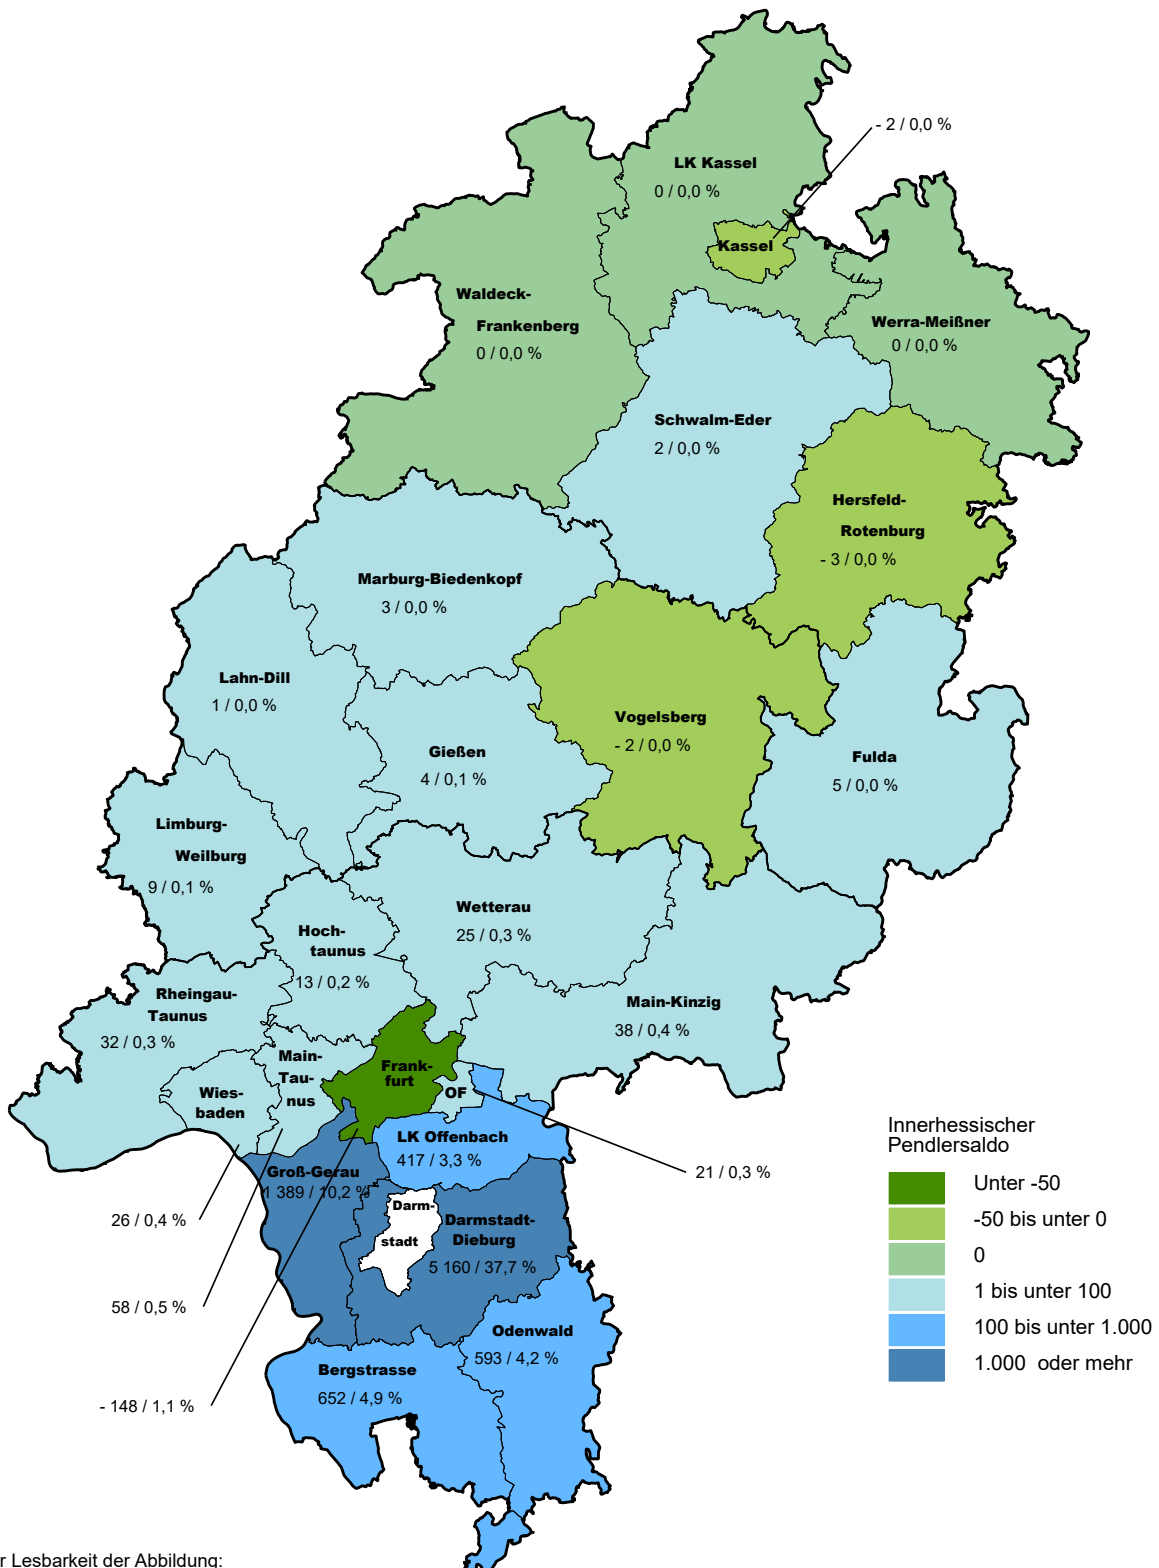 - 2 / 0,0 %
LK Kassel
0 / 0,0 %
Kassel
Waldeck-
Frankenberg
0 / 0,0 %
Werra-Meißner
0 / 0,0 %
Schwalm-Eder
2 / 0,0 %
Hersfeld-
Rotenburg
- 3 / 0,0 %
Marburg-Biedenkopf
3 / 0,0 %
Lahn-Dill
1 / 0,0 %
Vogelsberg
- 2 / 0,0 %
Gießen
4 / 0,1 %
Fulda
5 / 0,0 %
Limburg-
Weilburg
9 / 0,1 %
Wetterau
25 / 0,3 %
Hoch-
taunus
13 / 0,2 %
Rheingau-
Taunus
32 / 0,3 %
Main-Kinzig
38 / 0,4 %
Main-
Tau-
nus
Frank-
furt
Wies-
baden
OF
LK Offenbach
417 / 3,3 %
Groß-Gerau
1 389 / 10,2 %
21 / 0,3 %
26 / 0,4 %
Darm-
stadt
Darmstadt-
Dieburg
5 160 / 37,7 %
58 / 0,5 %
Odenwald
593 / 4,2 %
Bergstrasse
652 / 4,9 %
- 148 / 1,1 %
Innerhessischer
Pendlersaldo
Unter -50
-50 bis unter 0
0
1 bis unter 100
100 bis unter 1.000
1.000 oder mehr
r Lesbarkeit der Abbildung: